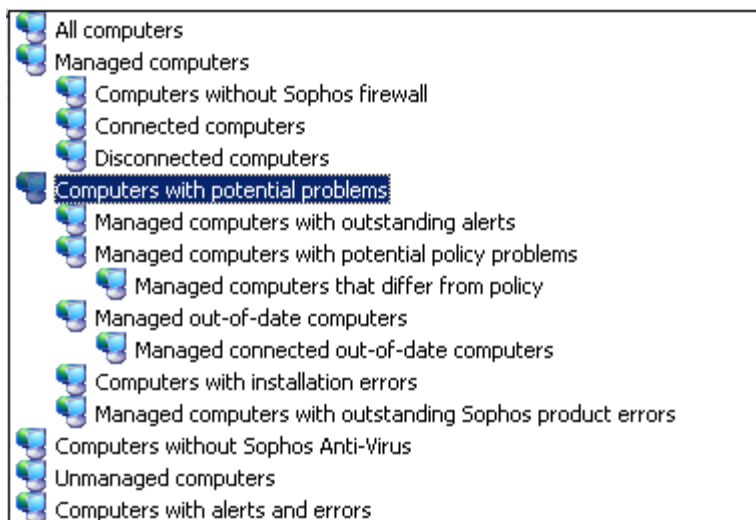 All computers
Managed computers
Computers without Sophos firewall
Connected computers
Disconnected computers
Computers with potential problems
Managed computers with outstanding alerts
Managed computers with potential policy problems
Managed computers that differ from policy
Managed out-of-date computers
Managed connected out-of-date computers
Computers with installation errors
Managed computers with outstanding Sophos product errors
Computers without Sophos Anti-Virus
Unmanaged computers
Computers with alerts and errors